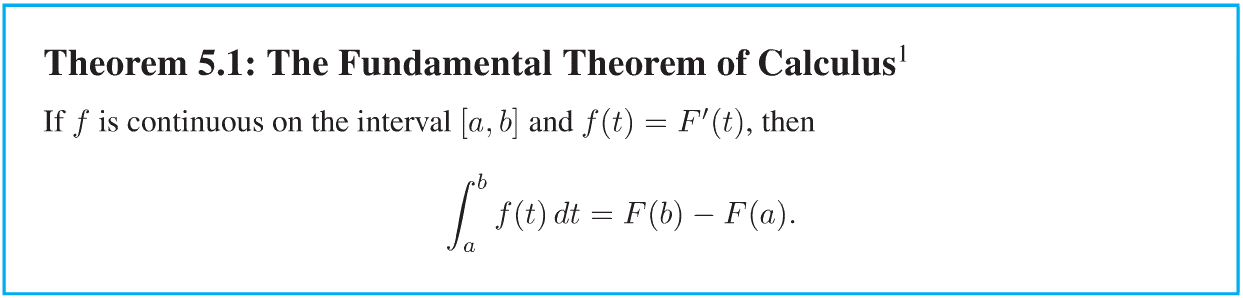 Theorem 5.1: The Fundamental Theorem of Calculus¹
If f is continuous on the interval [a, b] and f(t) = F′(t), then
∫ₐᵇ f(t) dt = F(b) − F(a).